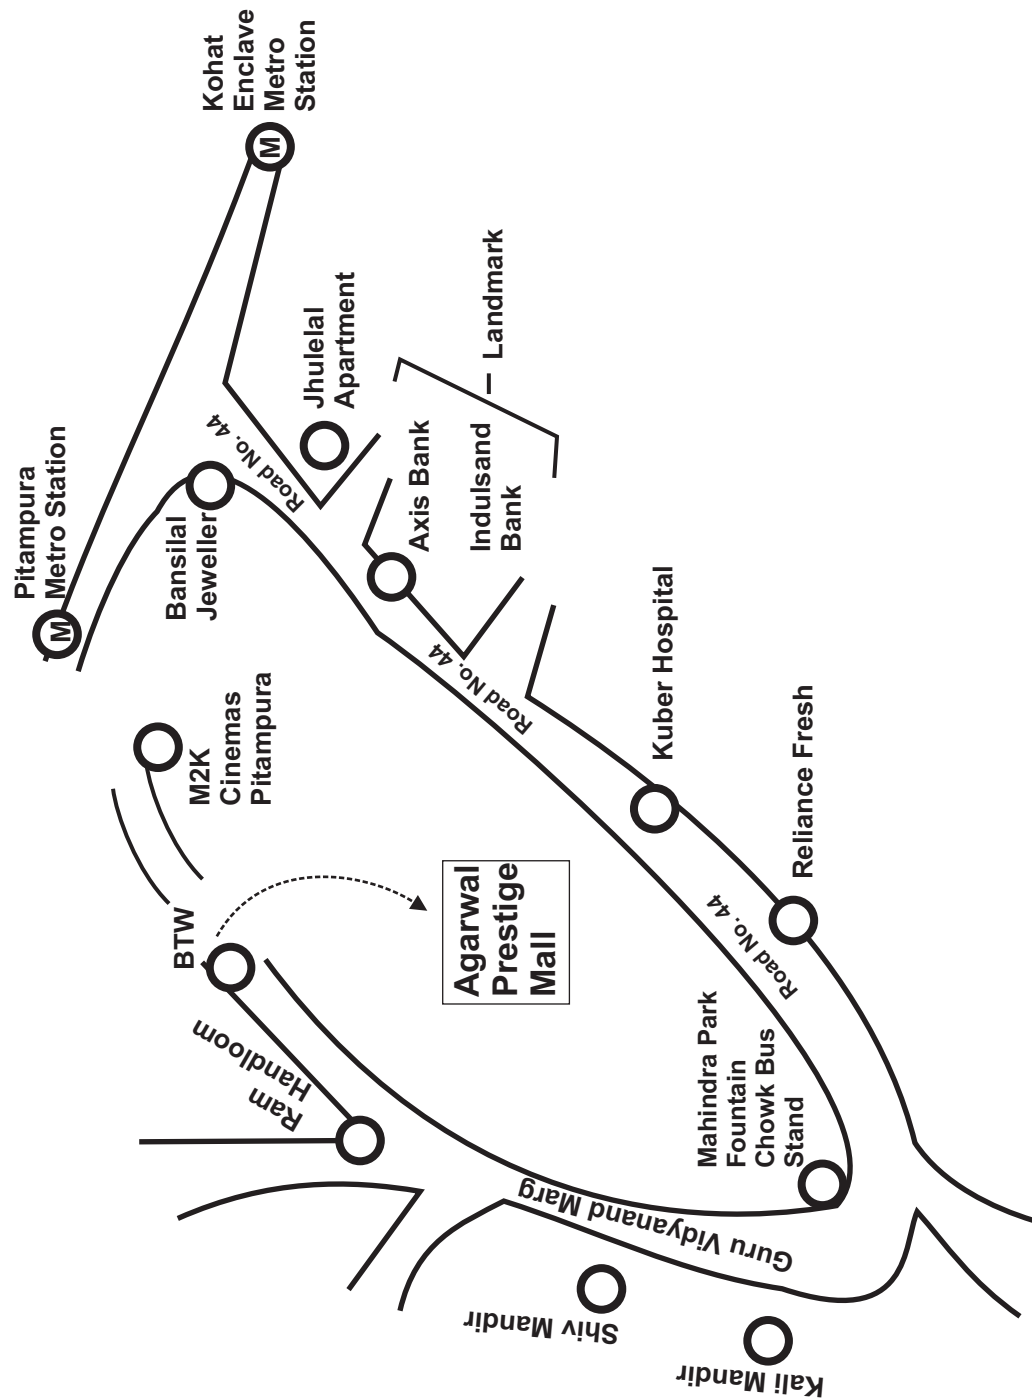 Kohat
Enclave
Metro
Station
Pitampura
Metro Station
M
M
Bansilal
Jeweller
Road No. 44
Jhulelal
Apartment
Landmark
Axis Bank
Indulsand
Bank
Road No. 44
M2K
Cinemas
Pitampura
Kuber Hospital
Reliance Fresh
Road No. 44
BTW
Agarwal
Prestige
Mall
Ram
Handloom
Mahindra Park
Fountain
Chowk Bus
Stand
Guru Vidyanand Marg
Shiv Mandir
Kali Mandir